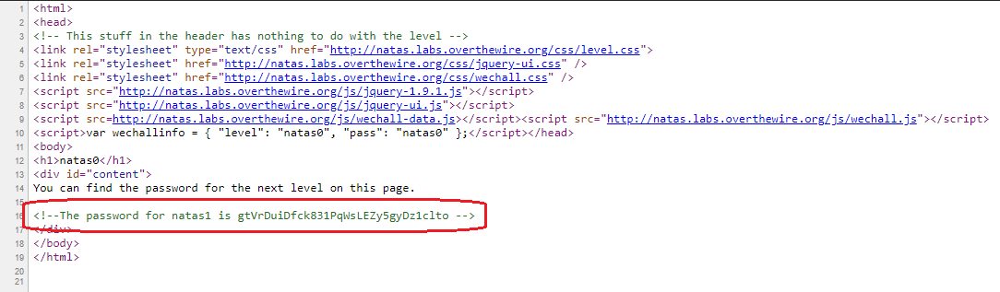 1 <html>
2 <head>
3 <!-- This stuff in the header has nothing to do with the level -->
4 <link rel="stylesheet" type="text/css" href="http://natas.labs.overthewire.org/css/level.css">
5 <link rel="stylesheet" href="http://natas.labs.overthewire.org/css/jquery-ui.css" />
6 <link rel="stylesheet" href="http://natas.labs.overthewire.org/css/wechall.css" />
7 <script src="http://natas.labs.overthewire.org/js/jquery-1.9.1.js"></script>
8 <script src="http://natas.labs.overthewire.org/js/jquery-ui.js"></script>
9 <script src=http://natas.labs.overthewire.org/js/wechall-data.js></script><script src="http://natas.labs.overthewire.org/js/wechall.js"></script>
10 <script>var wechallinfo = { "level": "natas0", "pass": "natas0" };</script></head>
11 <body>
12 <h1>natas0</h1>
13 <div id="content">
14 You can find the password for the next level on this page.
15
16 <!--The password for natas1 is gtVrDuiDfck831PqWsLEZy5gyDz1clto -->
17 </div>
18 </body>
19 </html>
20
21